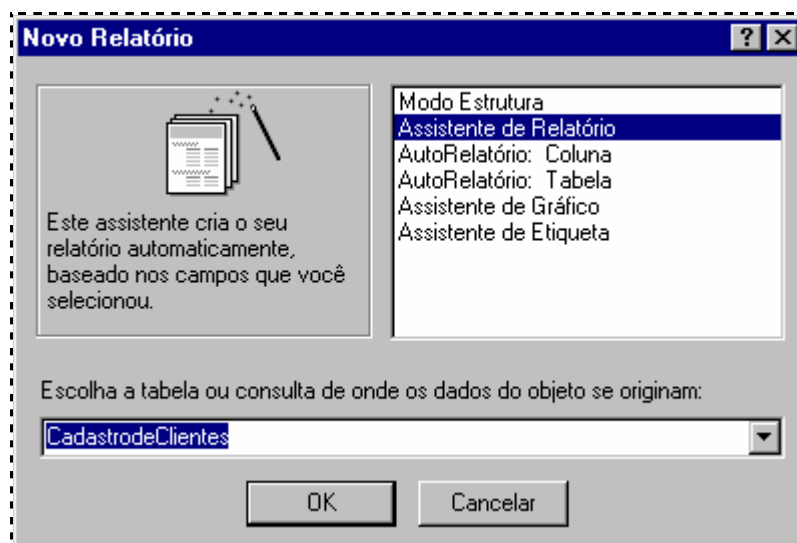 Novo Relatório
Este assistente cria o seu
relatório automaticamente,
baseado nos campos que você
selecionou.
Modo Estrutura
Assistente de Relatório
AutoRelatório: Coluna
AutoRelatório: Tabela
Assistente de Gráfico
Assistente de Etiqueta
Escolha a tabela ou consulta de onde os dados do objeto se originam:
CadastrodeClientes
OK
Cancelar